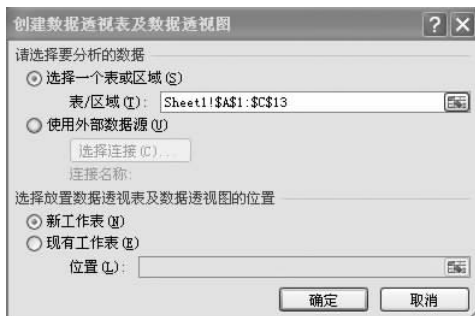 创建数据透视表及数据透视图
请选择要分析的数据
选择一个表或区域(S)
表/区域(T): Sheet1!$A$1:$C$13
使用外部数据源(U)
选择连接(C)...
连接名称:
选择放置数据透视表及数据透视图的位置
新工作表(N)
现有工作表(E)
位置(L):
确定 取消